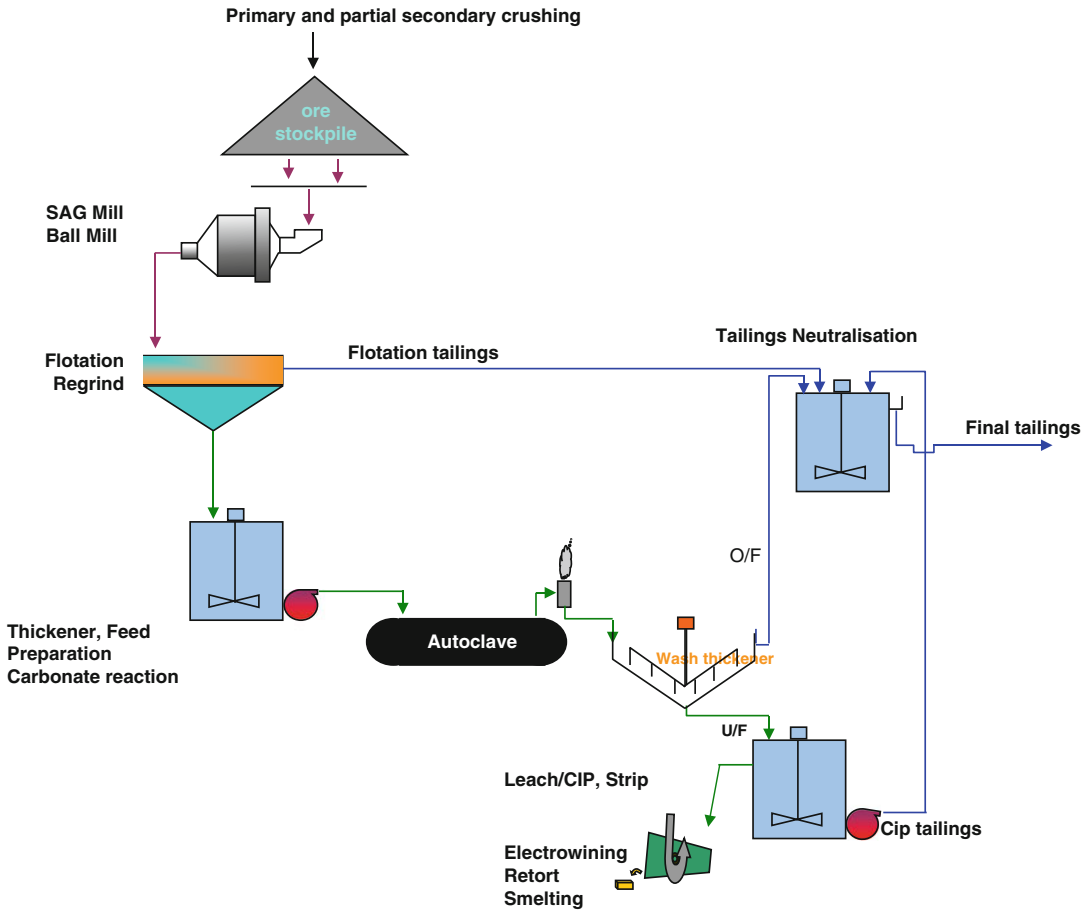 Primary and partial secondary crushing
ore
stockpile
SAG Mill
Ball Mill
Flotation
Regrind
Flotation tailings
Tailings Neutralisation
Final tailings
O/F
Thickener, Feed
Preparation
Carbonate reaction
Autoclave
Wash thickener
U/F
Leach/CIP, Strip
Cip tailings
Electrowining
Retort
Smelting